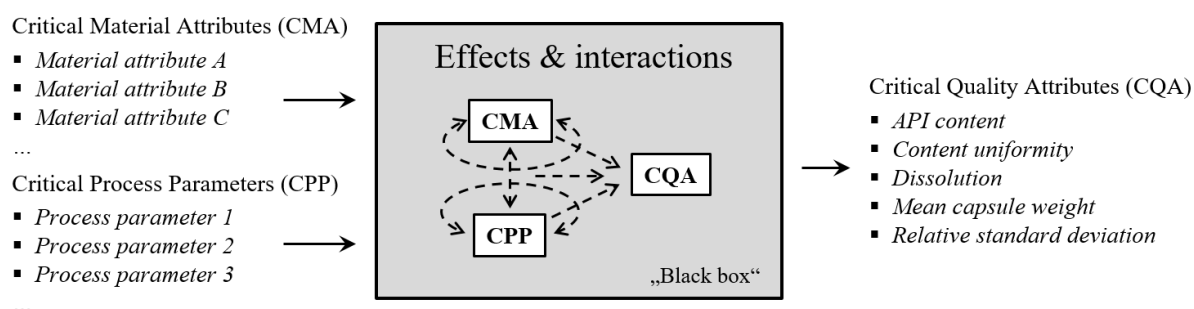 Critical Material Attributes (CMA)
▪ Material attribute A
▪ Material attribute B
▪ Material attribute C
...
Critical Process Parameters (CPP)
▪ Process parameter 1
▪ Process parameter 2
▪ Process parameter 3
...
Effects & interactions
CMA
CQA
CPP
„Black box“
Critical Quality Attributes (CQA)
▪ API content
▪ Content uniformity
▪ Dissolution
▪ Mean capsule weight
▪ Relative standard deviation